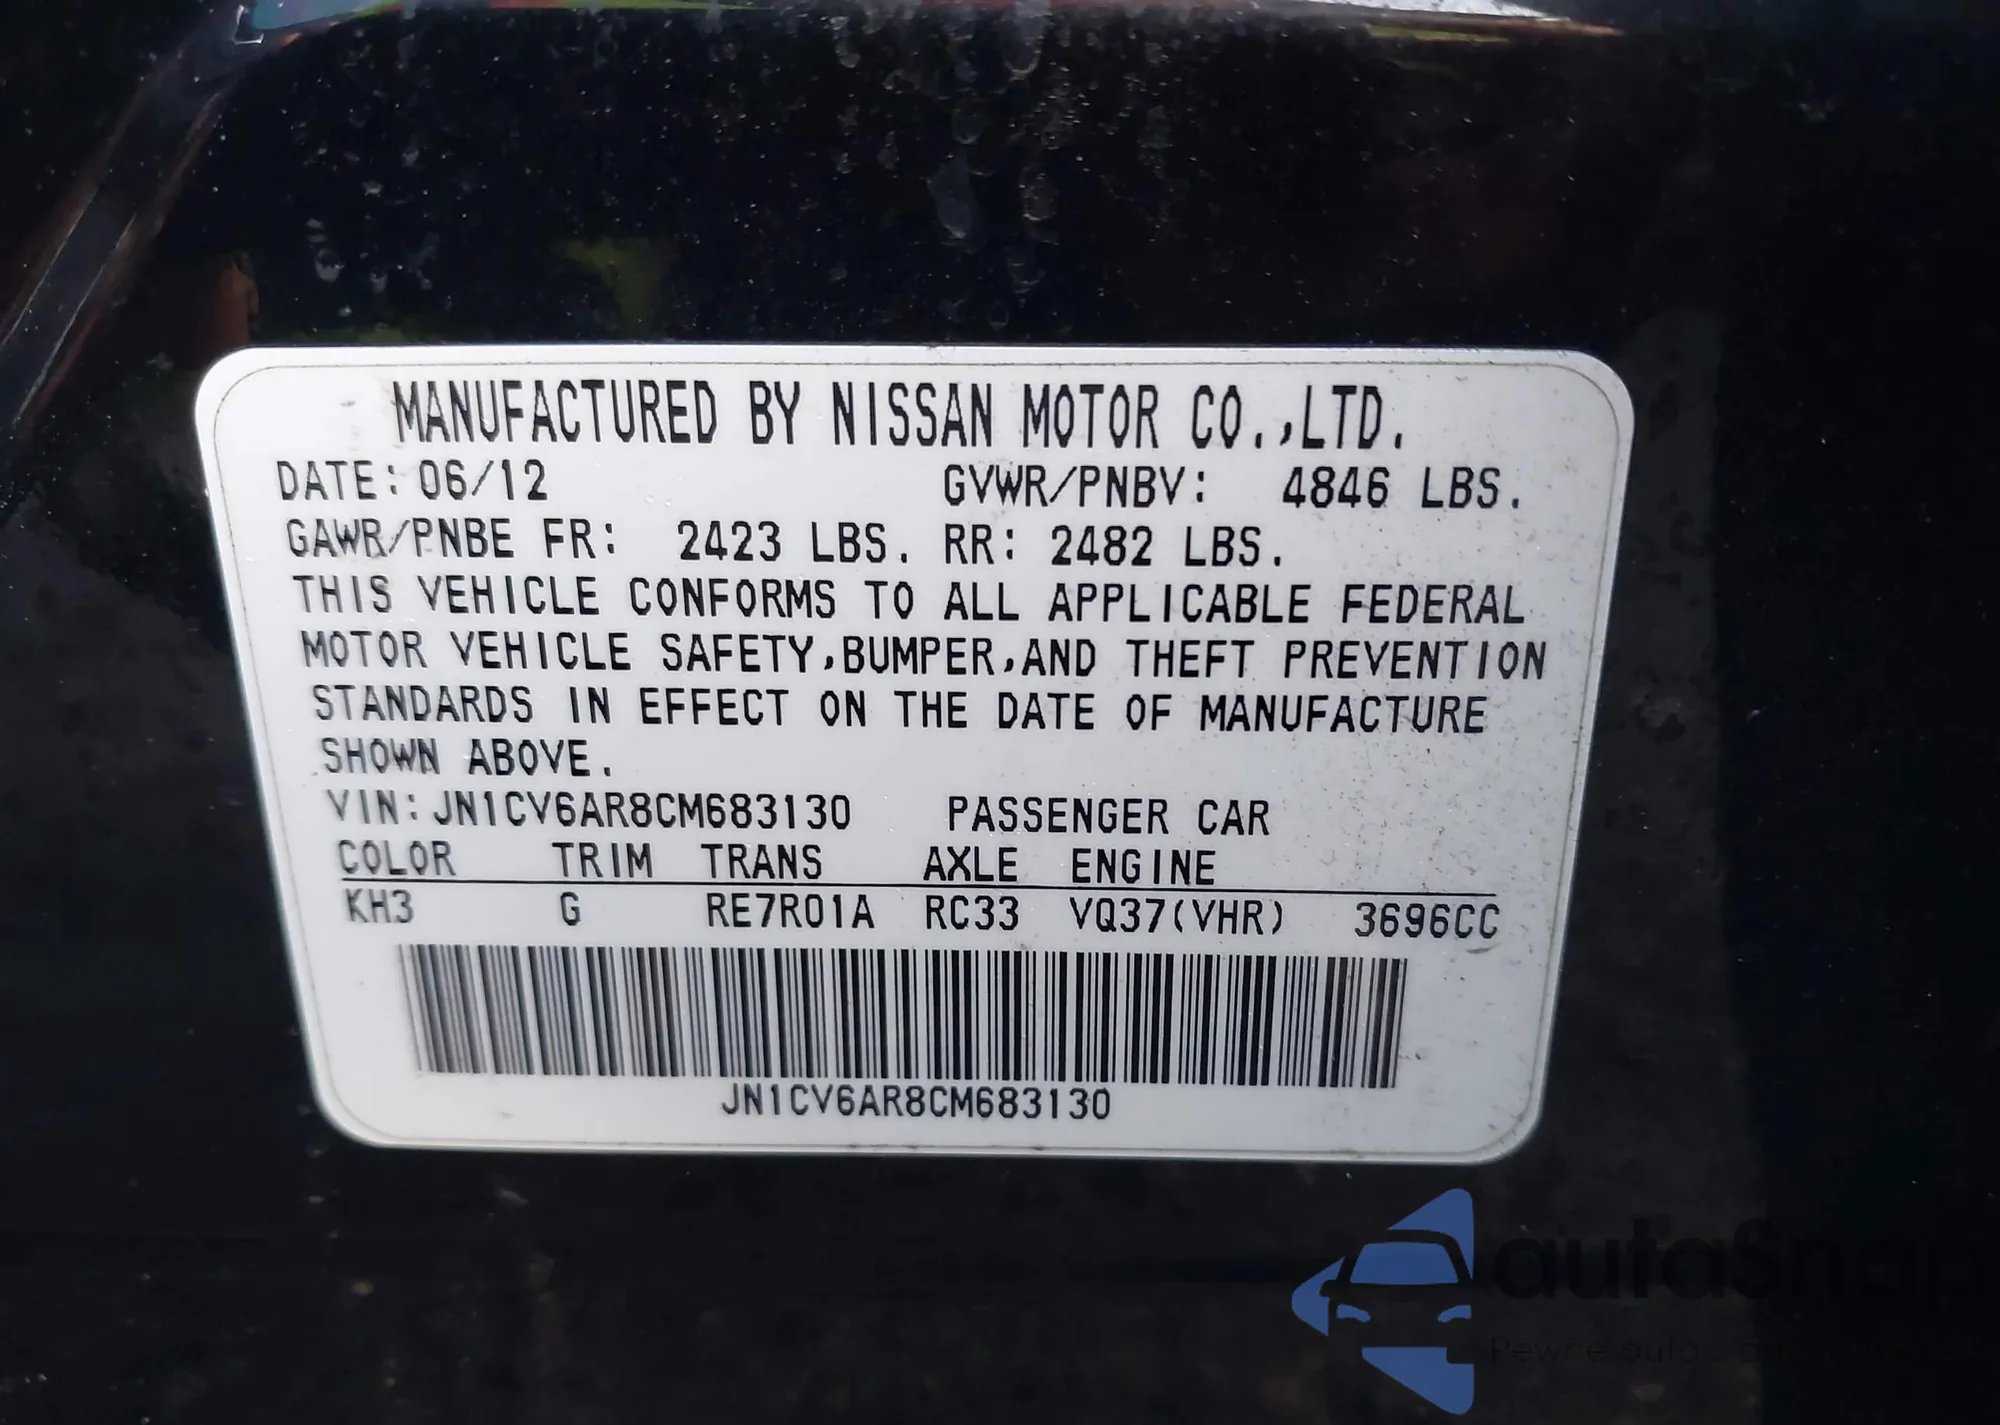 MANUFACTURED BY NISSAN MOTOR CO.,LTD.
DATE: 06/12 GVWR/PNBV: 4846 LBS.
GAWR/PNBE FR: 2423 LBS. RR: 2482 LBS.
THIS VEHICLE CONFORMS TO ALL APPLICABLE FEDERAL
MOTOR VEHICLE SAFETY,BUMPER,AND THEFT PREVENTION
STANDARDS IN EFFECT ON THE DATE OF MANUFACTURE
SHOWN ABOVE.
VIN:JN1CV6AR8CM683130 PASSENGER CAR
COLOR TRIM TRANS AXLE ENGINE
KH3 G RE7R01A RC33 VQ37(VHR) 3696CC
JN1CV6AR8CM683130
autaSnap
Pewne auto z